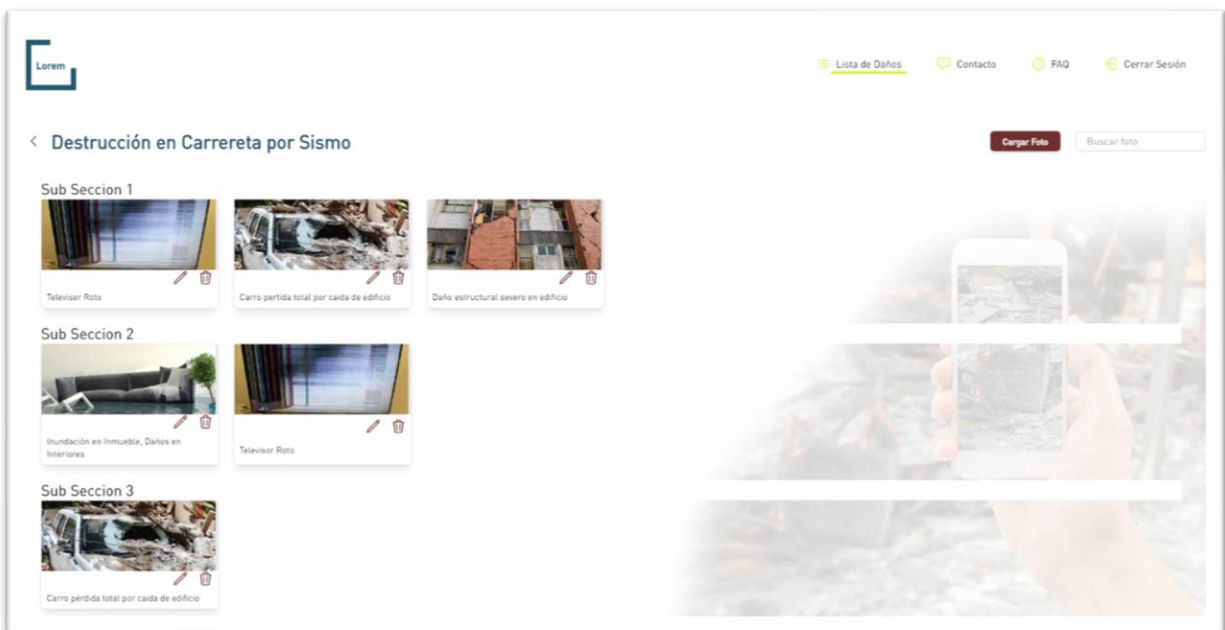 Lorem
Lista de Daños
Contacto
FAQ
Cerrar Sesión
Destrucción en Carrereta por Sismo
Cargar Foto
Buscar foto
Sub Seccion 1
Televisor Roto
Carro pertida total por caida de edificio
Daño estructural severo en edificio
Sub Seccion 2
Inundación en Inmueble, Daños en
Interiores
Televisor Roto
Sub Seccion 3
Carro pérdida total por caida de edificio